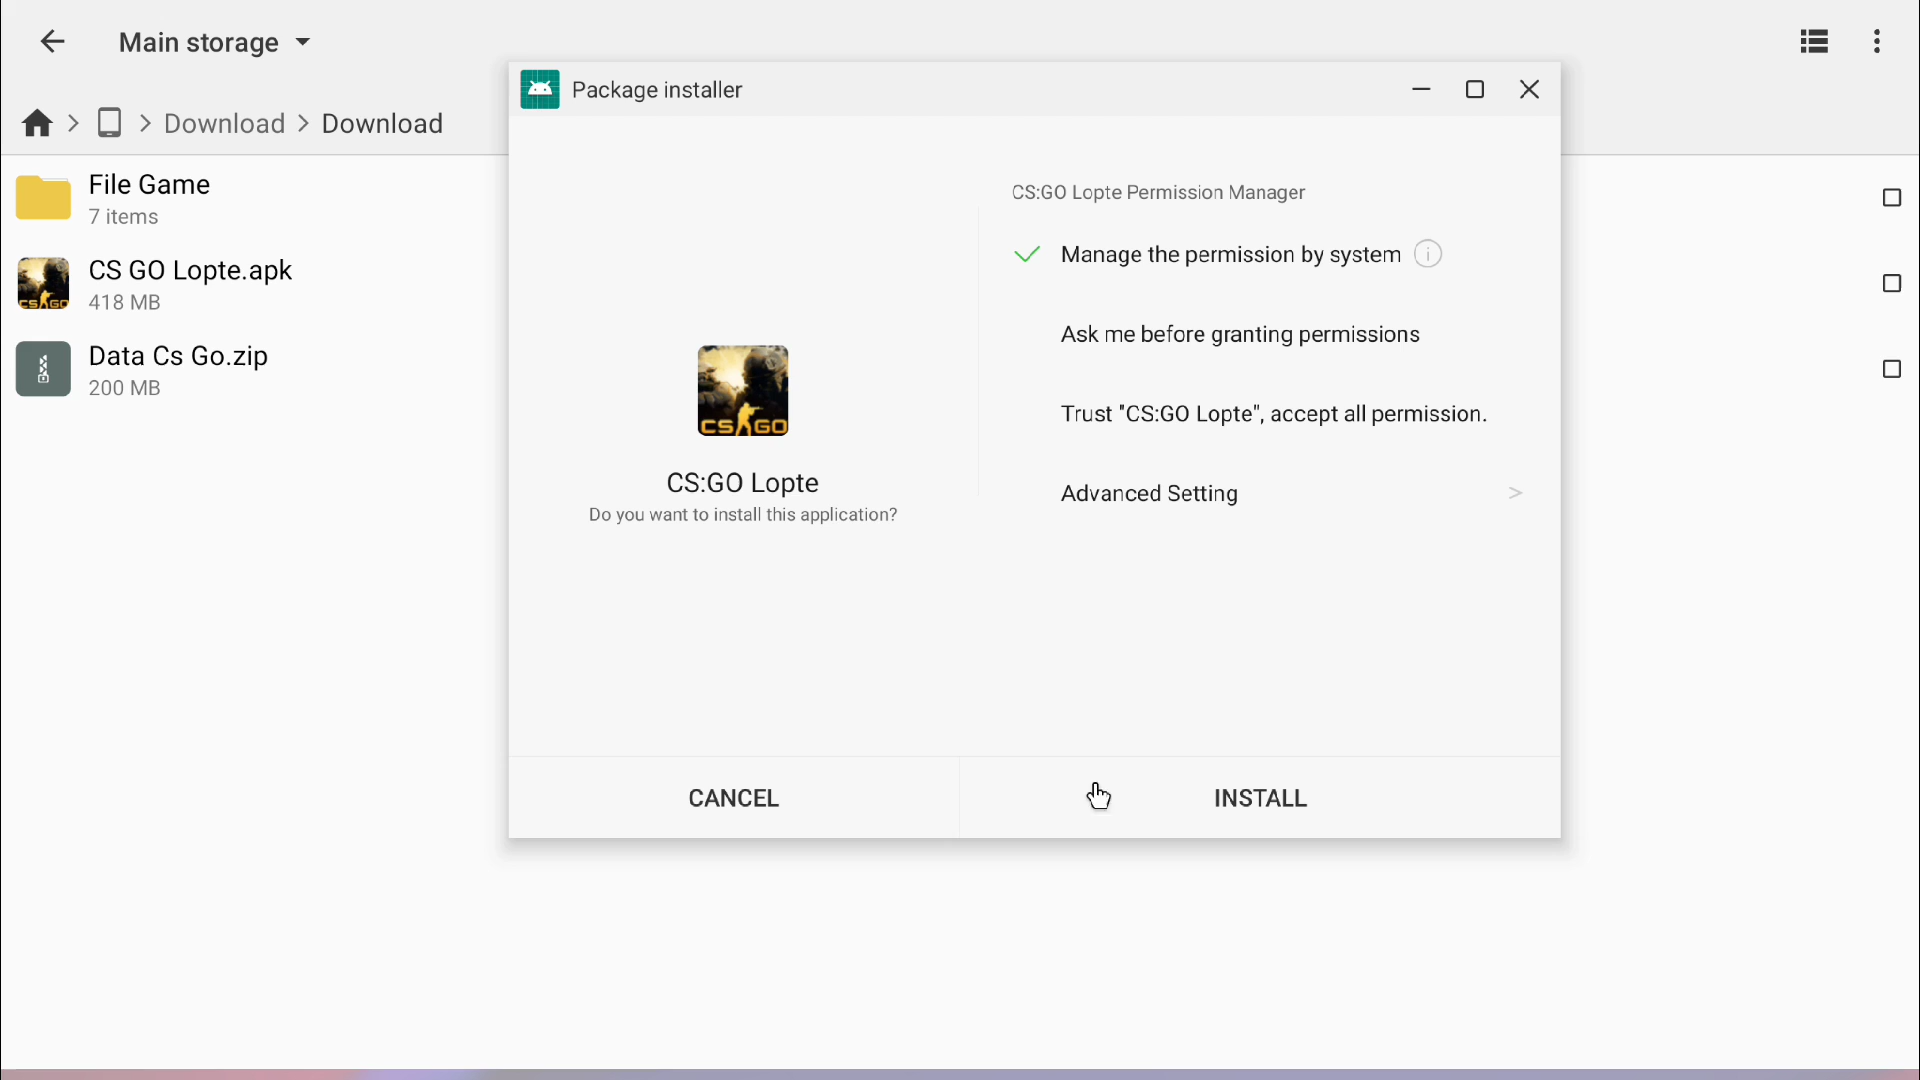 Main storage
Package installer
Download
Download
File Game
7 items
CS GO Lopte.apk
418 MB
Data Cs Go.zip
200 MB
CS:GO Lopte Permission Manager
Manage the permission by system
Ask me before granting permissions
Trust "CS:GO Lopte", accept all permission.
Advanced Setting
CS GO
CS:GO Lopte
Do you want to install this application?
CANCEL
INSTALL